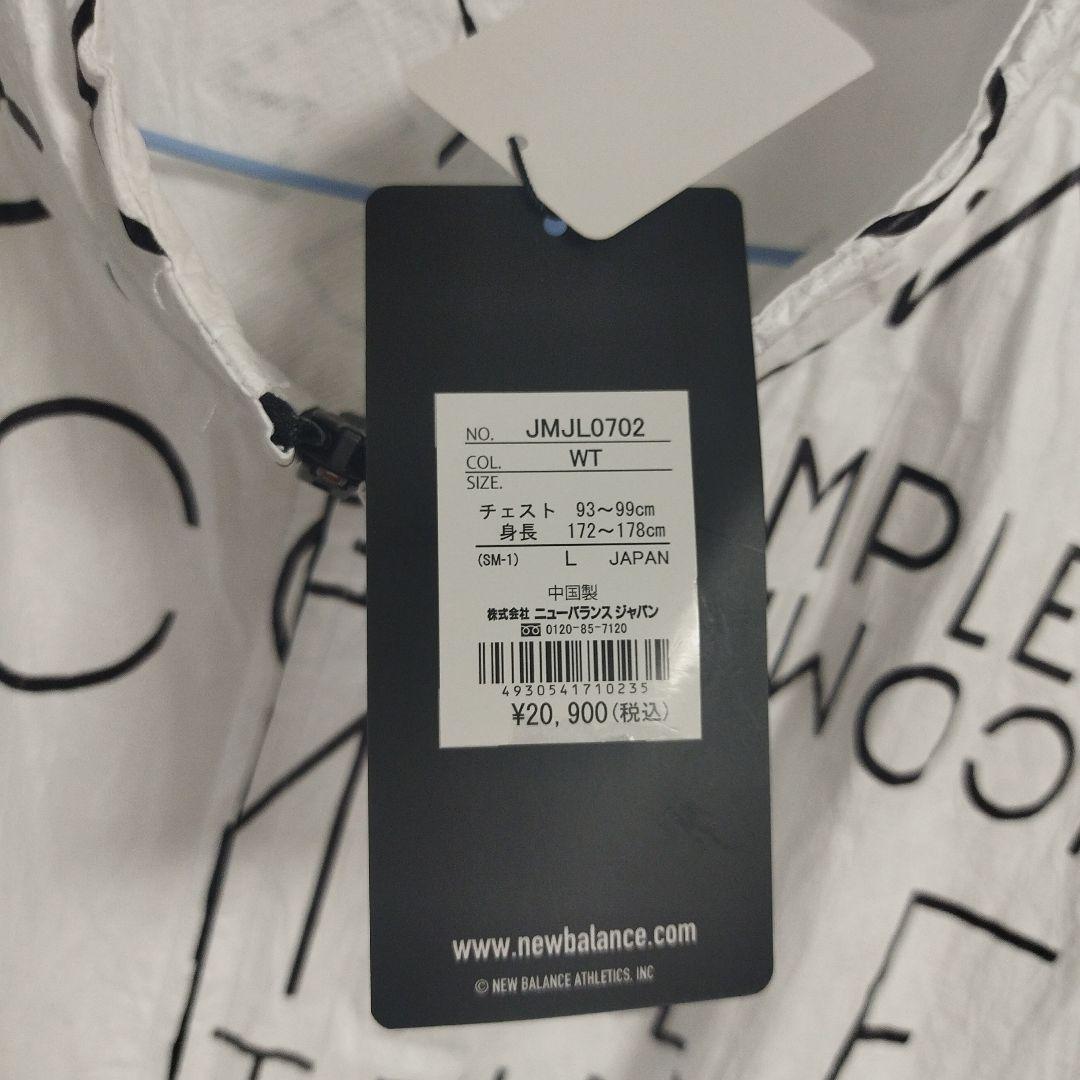 NO. JMJL0702
COL. WT
SIZE.
チェスト 93〜99cm
身長 172〜178cm
(SM-1) L JAPAN
中国製
株式会社 ニューバランス ジャパン
0120-85-7120
4930541710235
¥20,900(税込)
www.newbalance.com
© NEW BALANCE ATHLETICS, INC